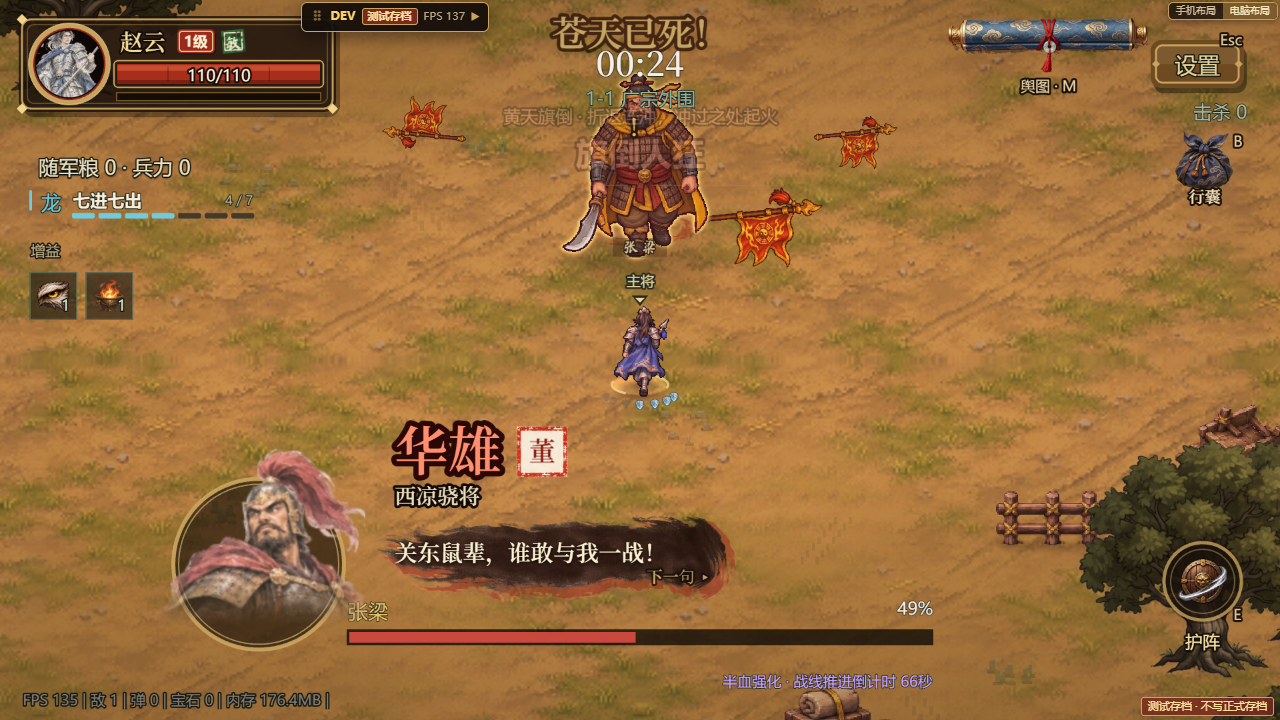 DEV 测试存档 FPS 137 ▶
手机布局 电脑布局
赵云 1级
110/110
苍天已死!
00:24
1-1 广宗外围
舆图·M
Esc
设置
击杀 0
B
行囊
随军粮 0·兵力 0
龙 七进七出 4/7
增益
1 1
张梁
主将
华雄 董
西凉骁将
关东鼠辈，谁敢与我一战!
下一句 ▸
张梁 49%
E
护阵
半血强化·战线推进倒计时 66秒
FPS 135 | 敌 1 | 弹 0 | 宝石 0 | 内存 176.4MB |
测试存档·不写正式存档